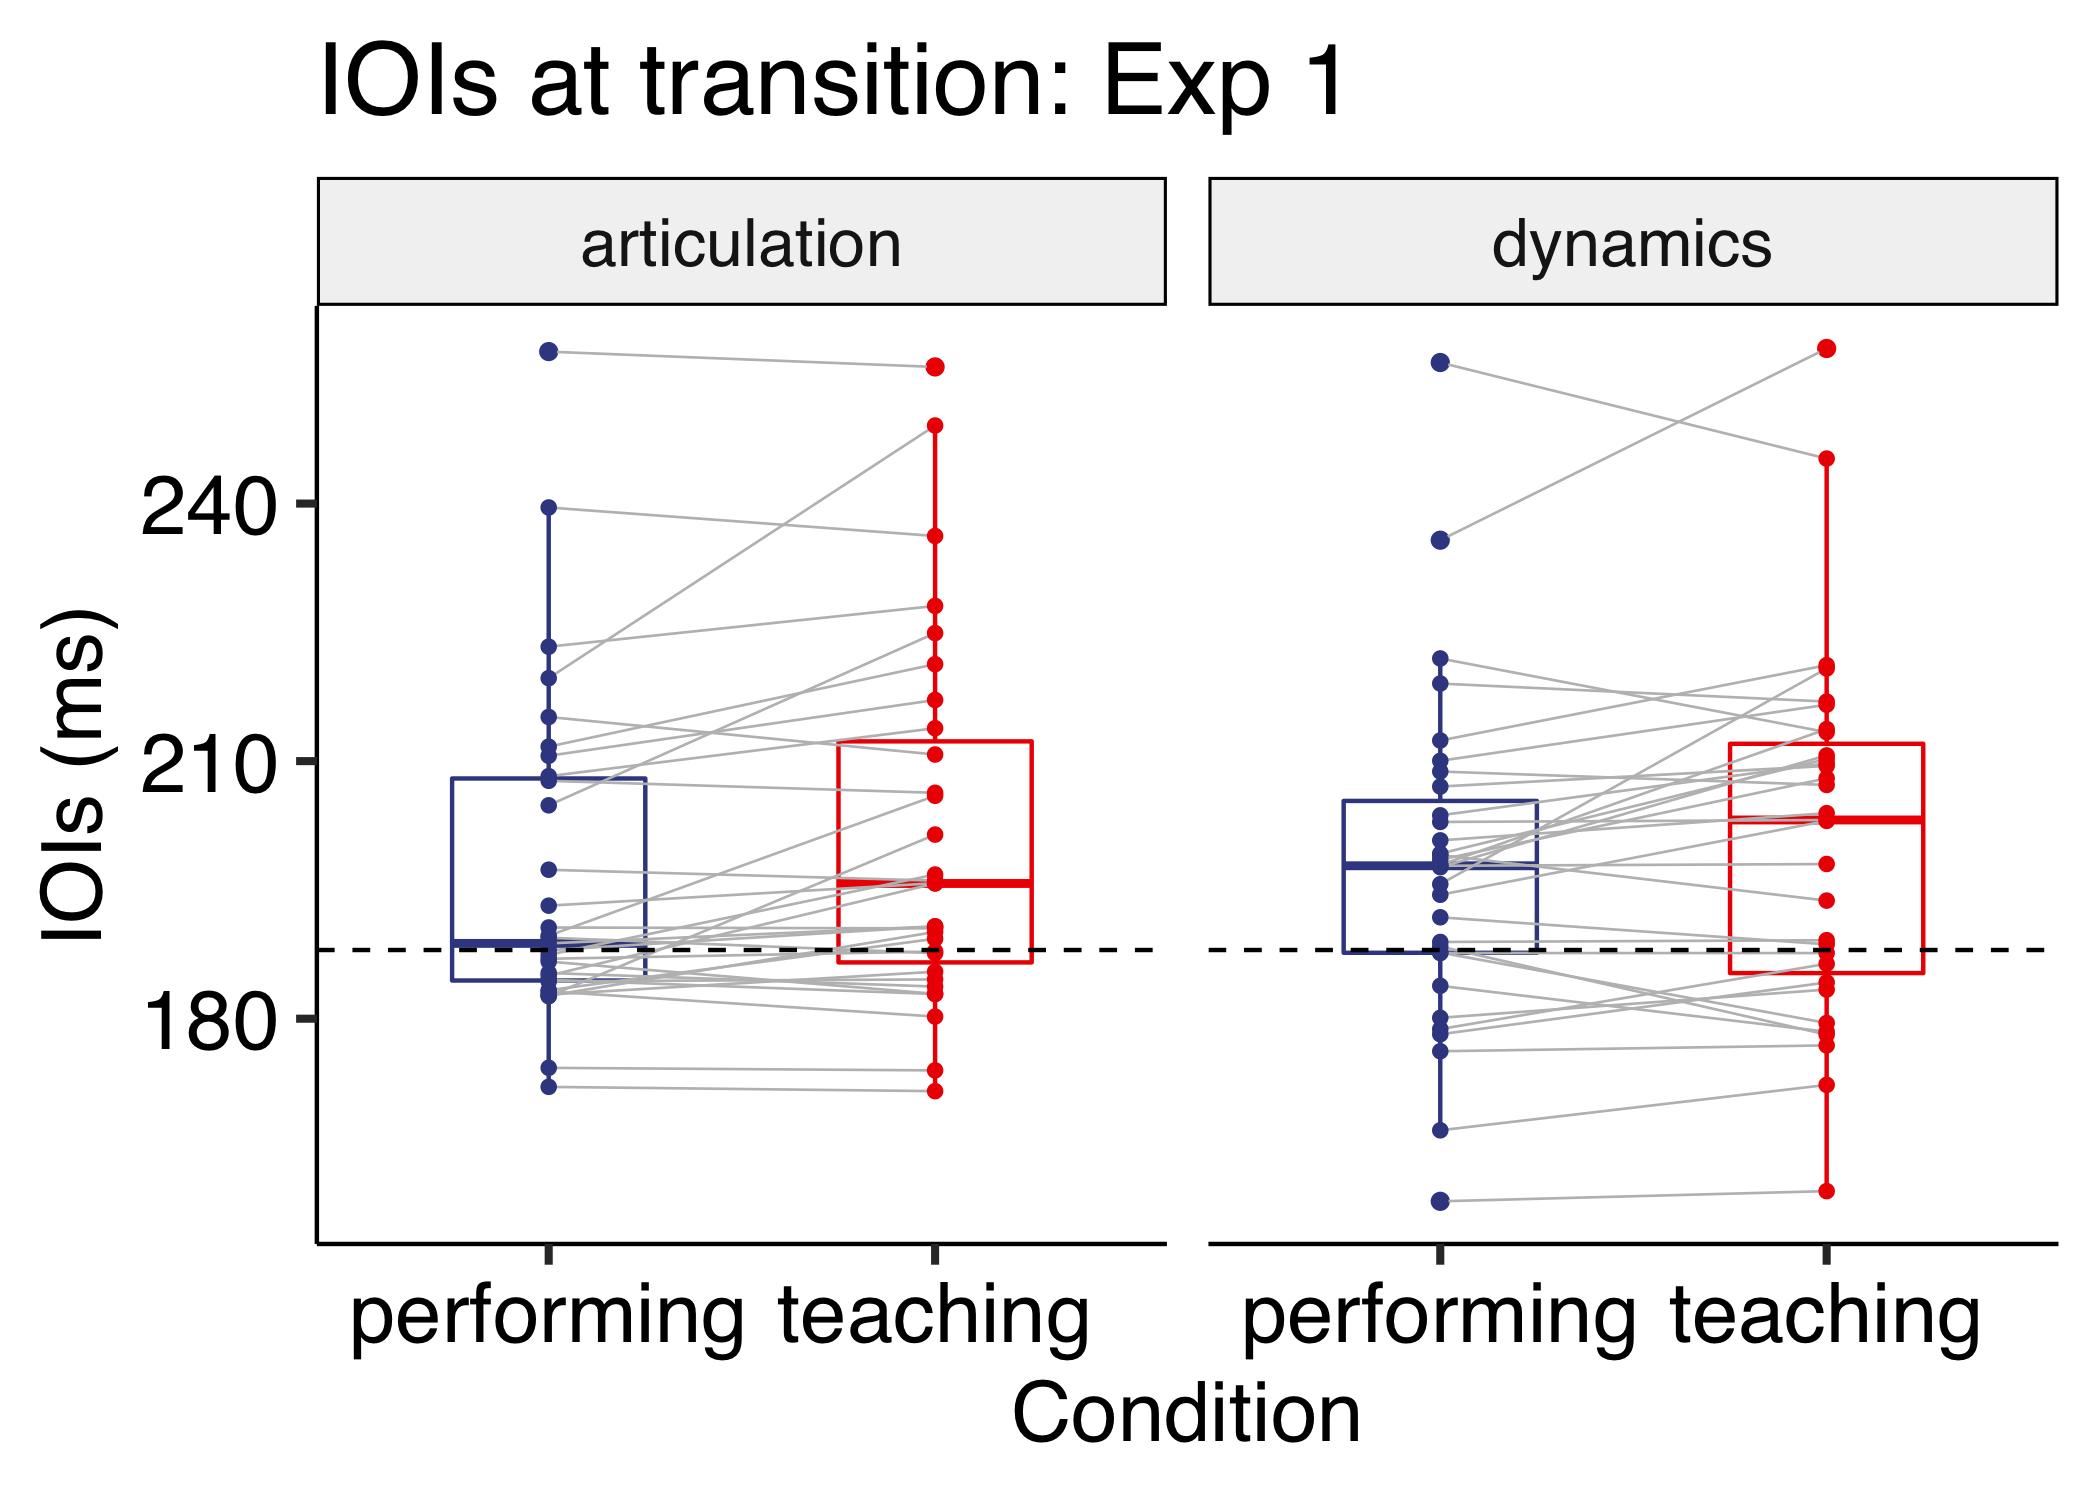 IOIs at transition: Exp 1
articulation
dynamics
IOIs (ms)
240
210
180
performing teaching
performing teaching
Condition